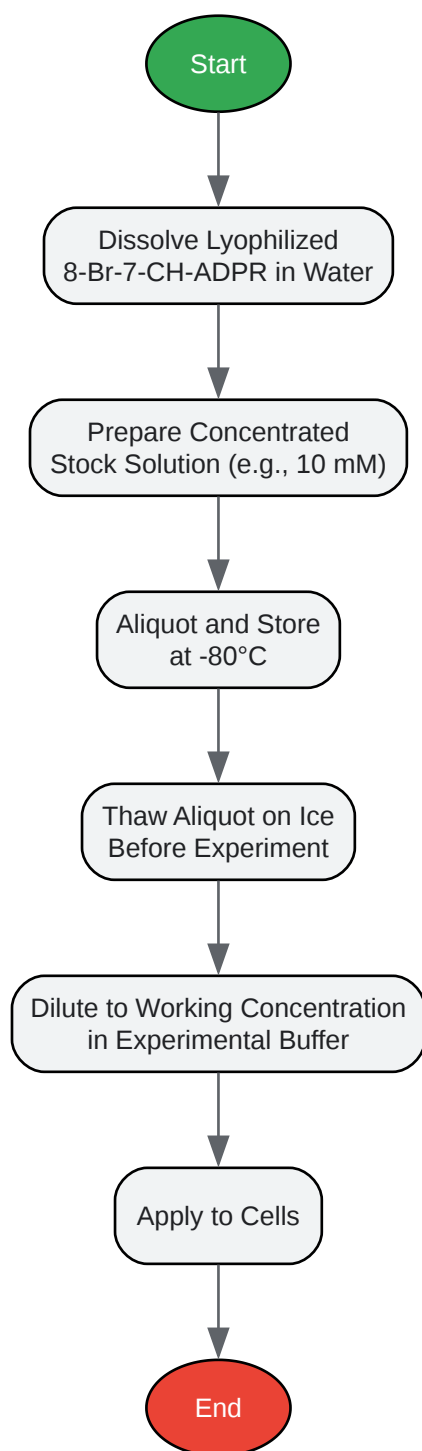 Start
Dissolve Lyophilized
8-Br-7-CH-ADPR in Water
Prepare Concentrated
Stock Solution (e.g., 10 mM)
Aliquot and Store
at -80°C
Thaw Aliquot on Ice
Before Experiment
Dilute to Working Concentration
in Experimental Buffer
Apply to Cells
End